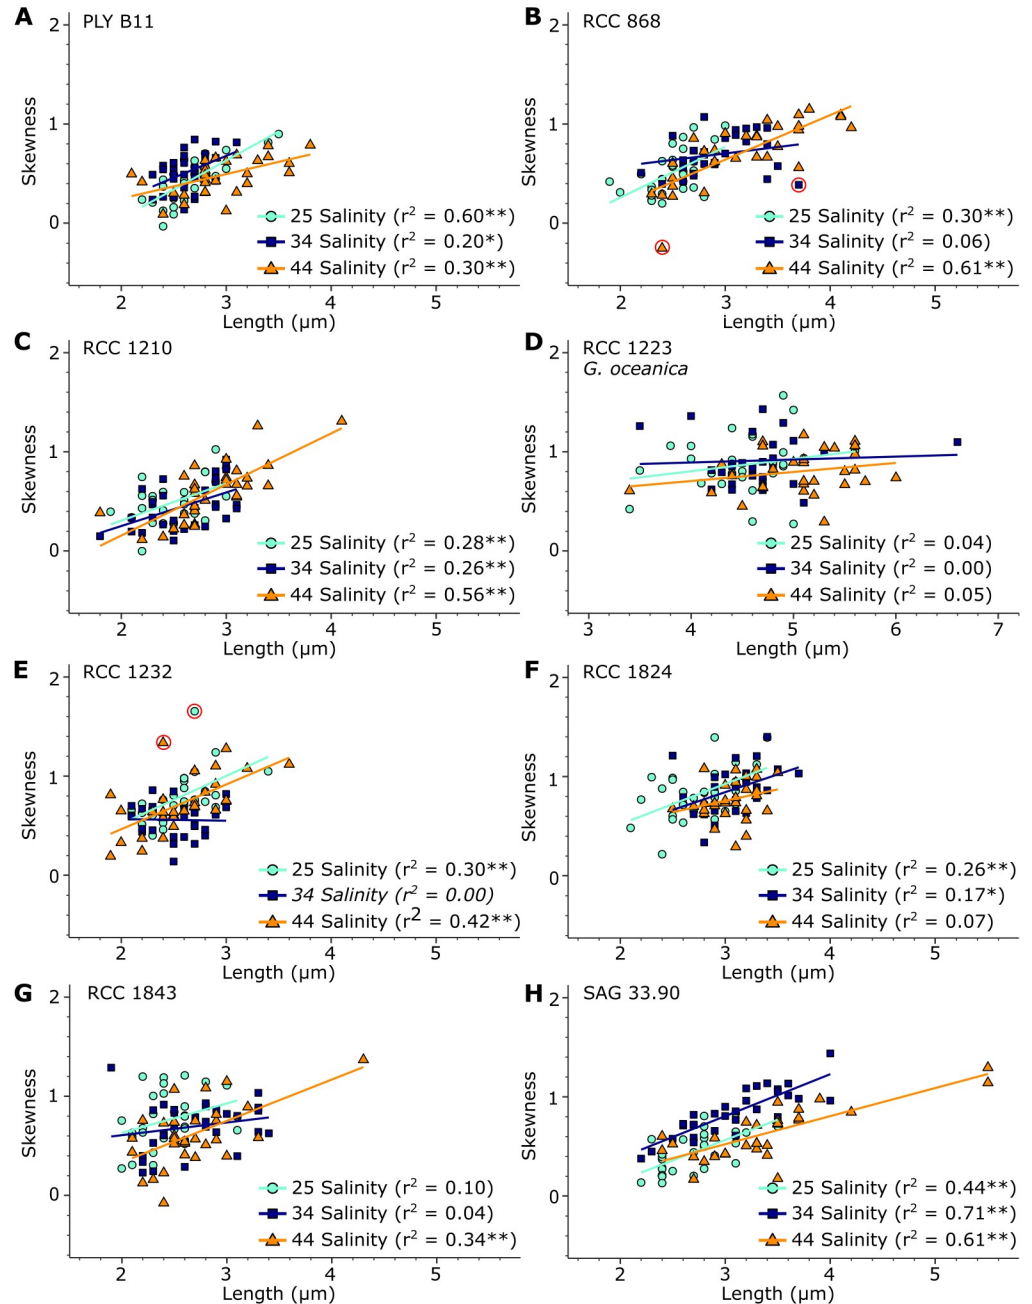 A
PLY B11
2
1
0
Skewness
25 Salinity (r² = 0.60**)
34 Salinity (r² = 0.20*)
44 Salinity (r² = 0.30**)
2 3 4 5
Length (µm)
B
RCC 868
2
1
0
Skewness
25 Salinity (r² = 0.30**)
34 Salinity (r² = 0.06)
44 Salinity (r² = 0.61**)
2 3 4 5
Length (µm)
C
RCC 1210
2
1
0
Skewness
25 Salinity (r² = 0.28**)
34 Salinity (r² = 0.26**)
44 Salinity (r² = 0.56**)
2 3 4 5
Length (µm)
D
RCC 1223
G. oceanica
2
1
0
Skewness
25 Salinity (r² = 0.04)
34 Salinity (r² = 0.00)
44 Salinity (r² = 0.05)
3 4 5 6 7
Length (µm)
E
RCC 1232
2
1
0
Skewness
25 Salinity (r² = 0.30**)
34 Salinity (r² = 0.00)
44 Salinity (r2 = 0.42**)
2 3 4 5
Length (µm)
F
RCC 1824
2
1
0
Skewness
25 Salinity (r² = 0.26**)
34 Salinity (r² = 0.17*)
44 Salinity (r² = 0.07)
2 3 4 5
Length (µm)
G
RCC 1843
2
1
0
Skewness
25 Salinity (r² = 0.10)
34 Salinity (r² = 0.04)
44 Salinity (r² = 0.34**)
2 3 4 5
Length (µm)
H
SAG 33.90
2
1
0
Skewness
25 Salinity (r² = 0.44**)
34 Salinity (r² = 0.71**)
44 Salinity (r² = 0.61**)
2 3 4 5
Length (µm)